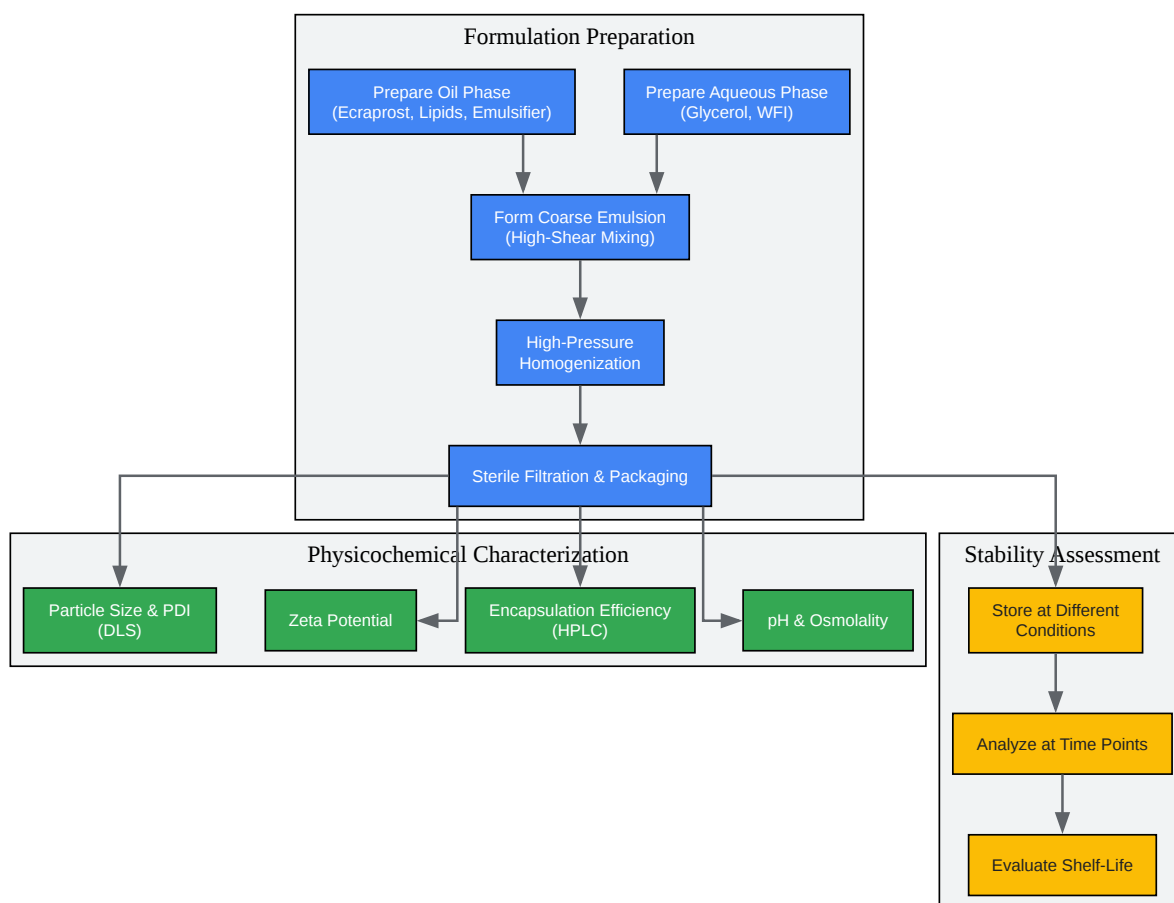 Formulation Preparation
Prepare Oil Phase
(Ecraprost, Lipids, Emulsifier)
Prepare Aqueous Phase
(Glycerol, WFI)
Form Coarse Emulsion
(High-Shear Mixing)
High-Pressure
Homogenization
Sterile Filtration & Packaging
Physicochemical Characterization
Particle Size & PDI
(DLS)
Zeta Potential
Encapsulation Efficiency
(HPLC)
pH & Osmolality
Stability Assessment
Store at Different
Conditions
Analyze at Time Points
Evaluate Shelf-Life